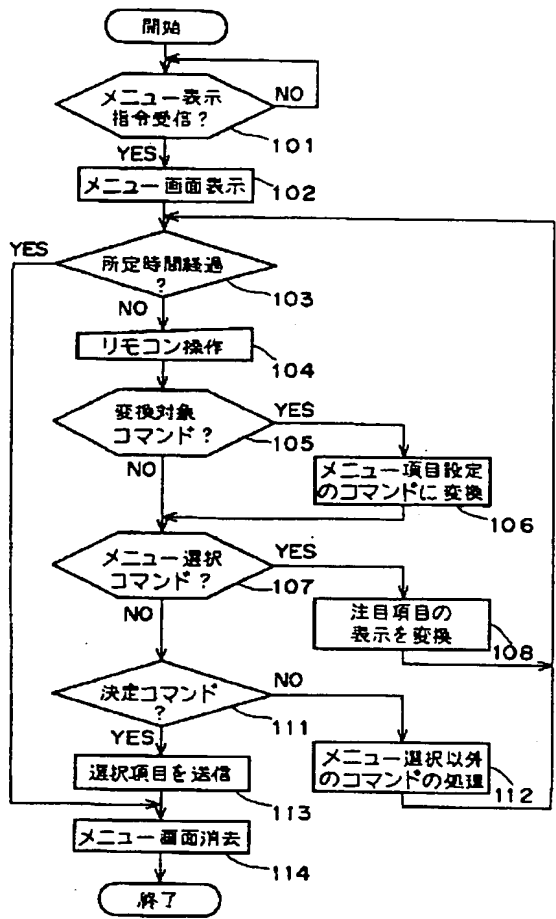 開始
メニュー表示
指令受信?
NO
101
YES
メニュー画面表示
102
YES
所定時間経過
?
103
NO
リモコン操作
104
変換対象
コマンド?
YES
105
NO
メニュー項目設定
のコマンドに変換
106
メニュー選択
コマンド?
YES
107
NO
注目項目の
表示を変換
108
決定コマンド
?
NO
111
YES
メニュー選択以外
のコマンドの処理
112
選択項目を送信
113
メニュー画面消去
114
終了